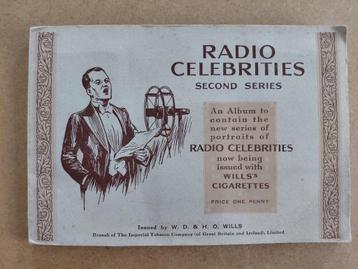 RADIO
CELEBRITIES
SECOND SERIES
An Album to
contain the
new series of
portraits of
RADIO CELEBRITIES
now being
issued with
WILLS's
CIGARETTES
PRICE ONE PENNY
Issued by W. D. & H. O. WILLS
Branch of The Imperial Tobacco Company (of Great Britain and Ireland), Limited.